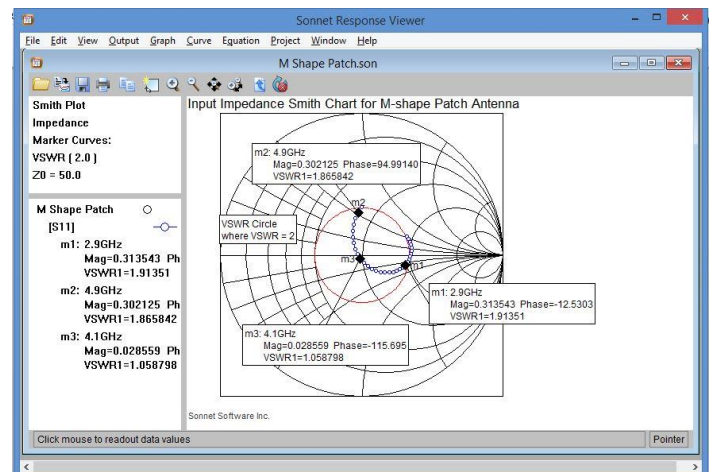 Sonnet Response Viewer
File Edit View Output Graph Curve Equation Project Window Help
M Shape Patch.son
Smith Plot
Impedance
Marker Curves:
VSWR ( 2.0 )
Z0 = 50.0
M Shape Patch
[S11]
m1: 2.9GHz
Mag=0.313543 Ph
VSWR1=1.91351
m2: 4.9GHz
Mag=0.302125 Ph
VSWR1=1.865842
m3: 4.1GHz
Mag=0.028559 Ph
VSWR1=1.058798
Input Impedance Smith Chart for M-shape Patch Antenna
m2: 4.9GHz
Mag=0.302125 Phase=94.99140
VSWR1=1.865842
m2
VSWR Circle
where VSWR = 2
m3
m1
m1: 2.9GHz
Mag=0.313543 Phase=-12.5303
VSWR1=1.91351
m3: 4.1GHz
Mag=0.028559 Phase=-115.695
VSWR1=1.058798
Sonnet Software Inc.
Click mouse to readout data values
Pointer